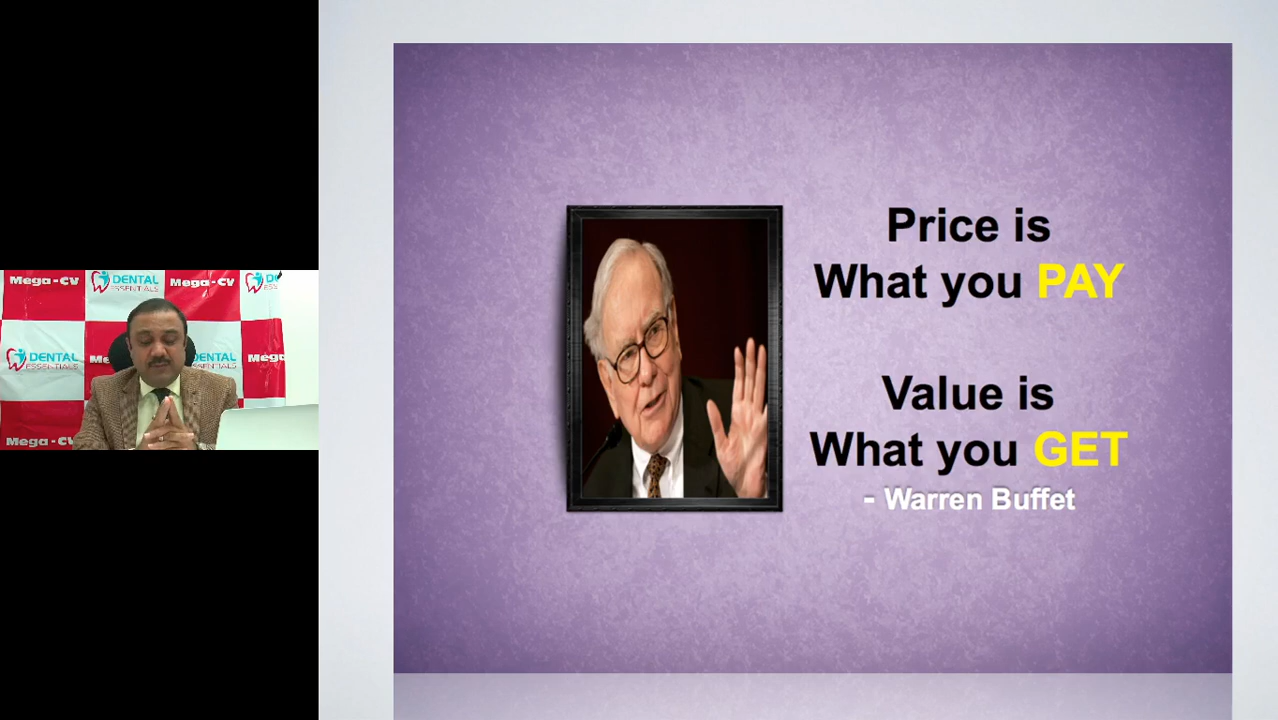 Price is
What you PAY
Value is
What you GET
- Warren Buffet
Mega-CV
DENTAL
ESSENTIALS
Mega-CV
DENTAL
ESSENTIALS
DENTAL
ESSENTIALS
Mega
Mega-CV